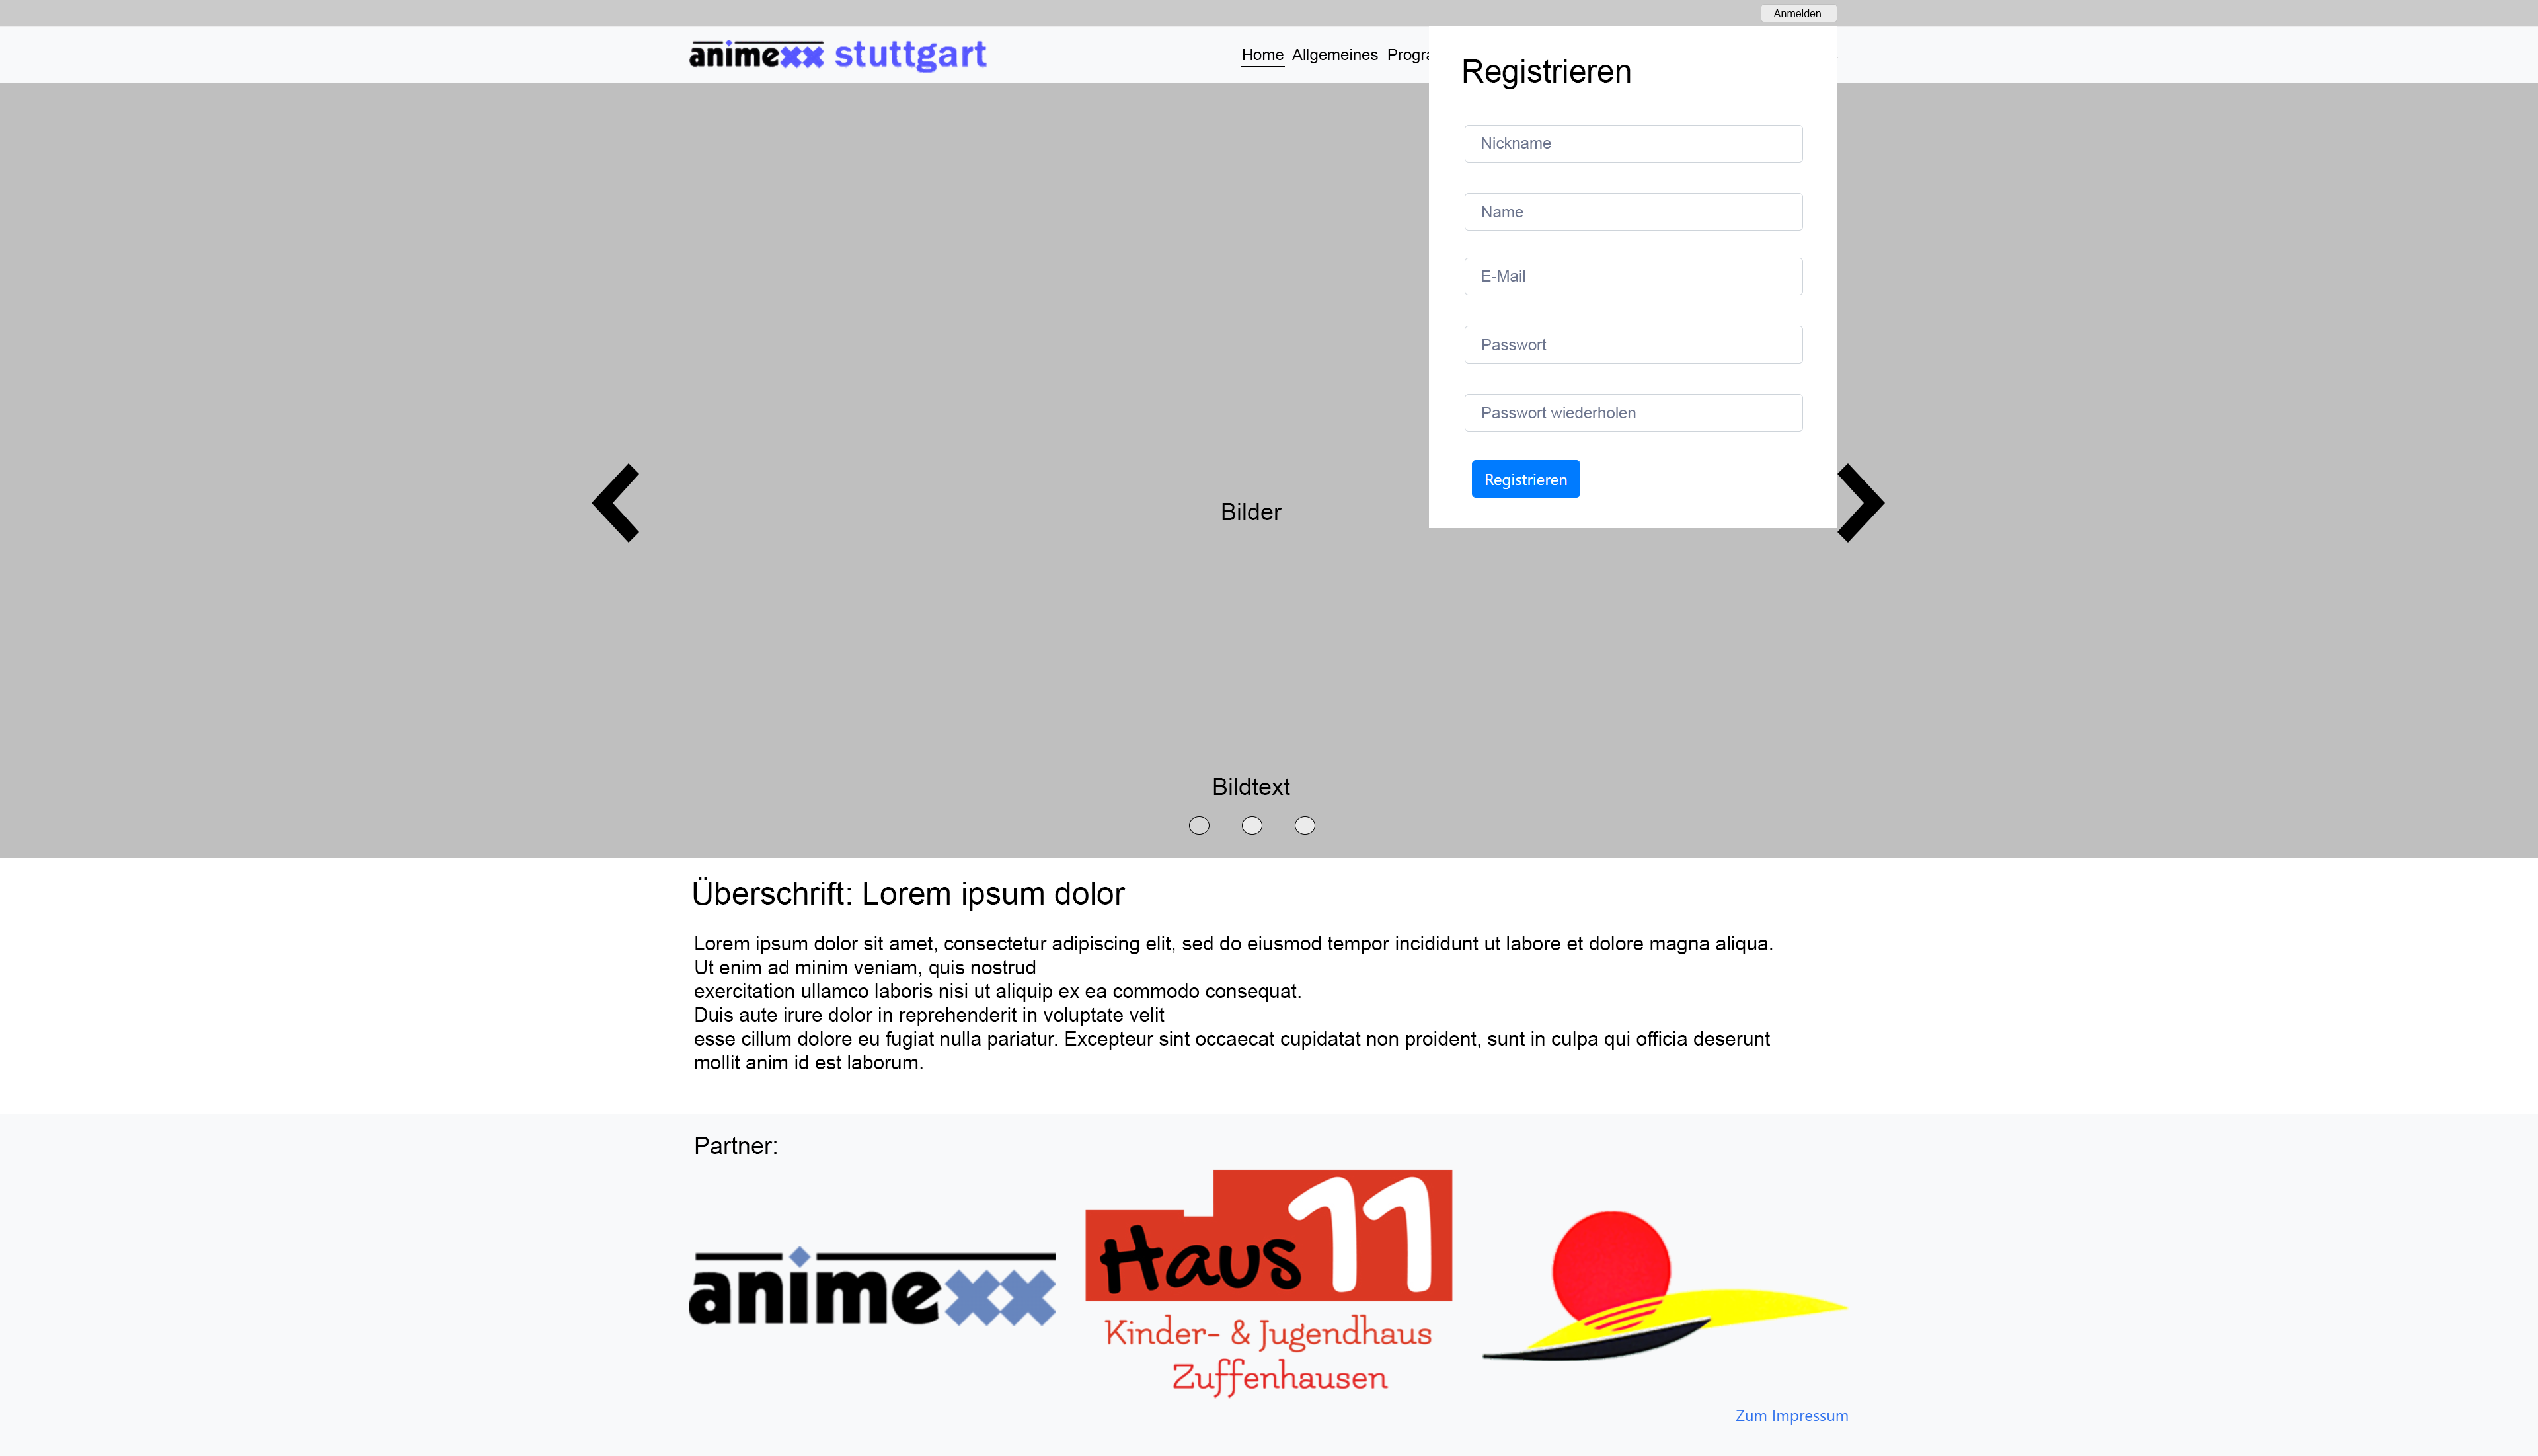 Anmelden
animexx stuttgart
Home Allgemeines
Registrieren
Nickname
Name
E-Mail
Passwort
Passwort wiederholen
Registrieren
Bilder
Bildtext
Überschrift: Lorem ipsum dolor
Lorem ipsum dolor sit amet, consectetur adipiscing elit, sed do eiusmod tempor incididunt ut labore et dolore magna aliqua.
Ut enim ad minim veniam, quis nostrud
exercitation ullamco laboris nisi ut aliquip ex ea commodo consequat.
Duis aute irure dolor in reprehenderit in voluptate velit
esse cillum dolore eu fugiat nulla pariatur. Excepteur sint occaecat cupidatat non proident, sunt in culpa qui officia deserunt
mollit anim id est laborum.
Partner:
animexx
Haus 11
Kinder- & Jugendhaus
Zuffenhausen
Zum Impressum